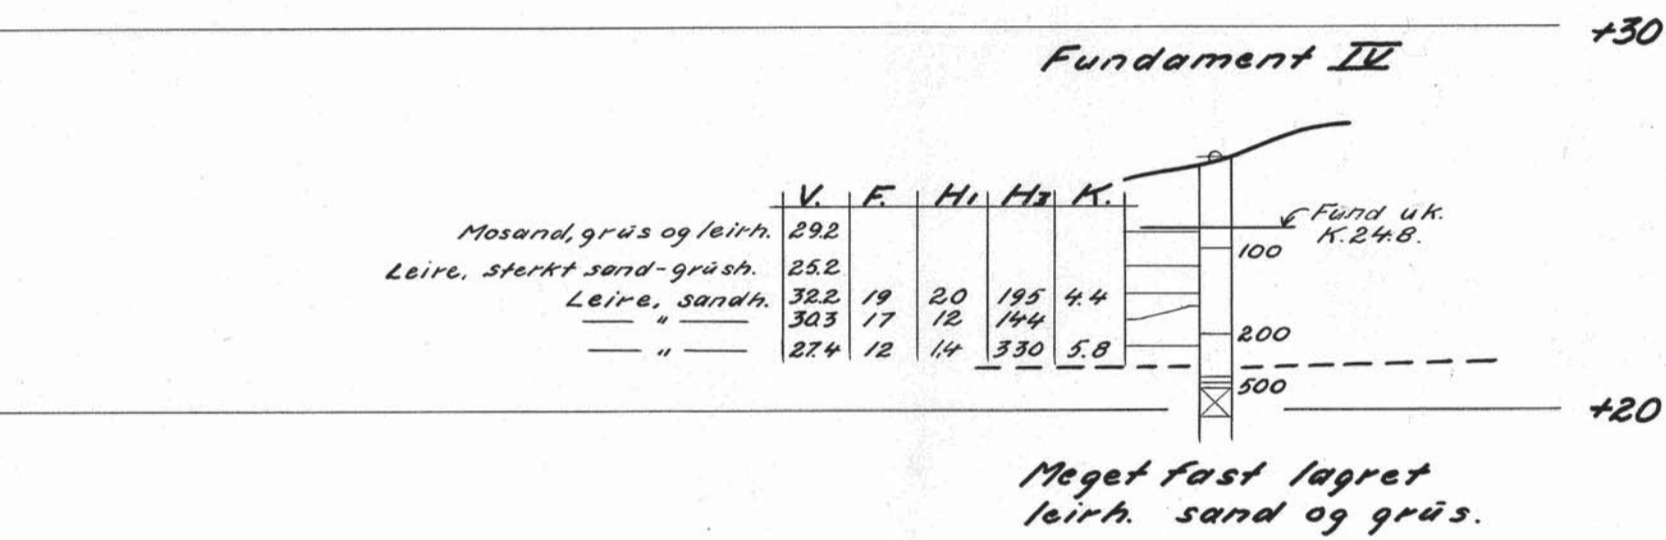 +30
Fundament IV
V. F. H1 H3 K.
Mosand, grus og leirh. 29.2
Leire, sterkt sand-grush. 25.2
Leire, sandh. 32.2 19 20 195 4.4
— " — 30.3 17 12 144
— " — 27.4 12 1.4 330 5.8
Fund uk.
K.24.8.
100
200
500
+20
Meget fast lagret
leirh. sand og grus.